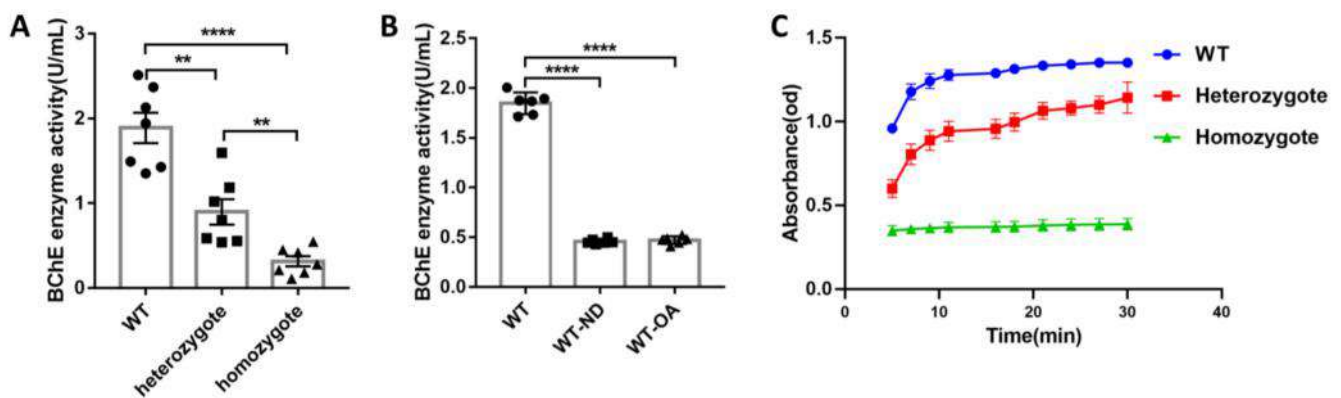 A
BChE enzyme activity(U/mL)
3
2
1
0
****
**
**
WT
heterozygote
homozygote
B
BChE enzyme activity(U/mL)
2.5
2.0
1.5
1.0
0.5
0.0
****
****
WT
WT-ND
WT-OA
C
Absorbance(od)
1.5
1.0
0.5
0.0
0
10
20
30
40
Time(min)
WT
Heterozygote
Homozygote